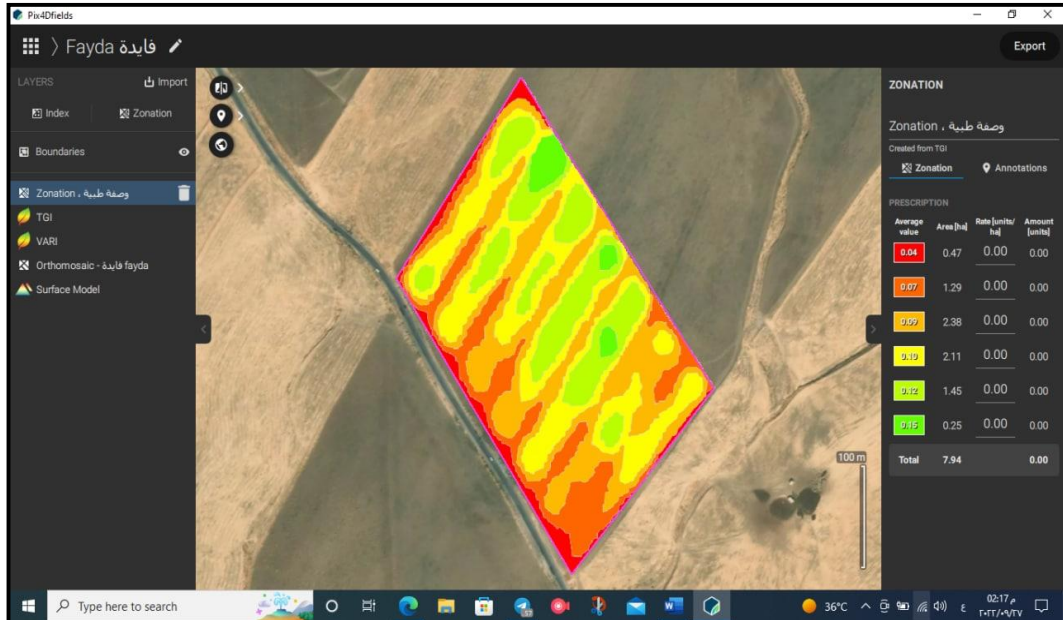 Pix4Dfields
Fayda فايدة
Export
LAYERS
Import
Index
Zonation
Boundaries
Zonation ، وصفة طبية
TGI
VARI
Orthomosaic - فايدة fayda
Surface Model
100 m
ZONATION
Zonation ، وصفة طبية
Created from TGI
Zonation
Annotations
PRESCRIPTION
Average value Area [ha] Rate [units/ha] Amount [units]
0.04 0.47 0.00 0.00
0.07 1.29 0.00 0.00
0.09 2.38 0.00 0.00
0.10 2.11 0.00 0.00
0.12 1.45 0.00 0.00
0.15 0.25 0.00 0.00
Total 7.94 0.00
Type here to search
36°C
ع
02:17 م
٢٠٢٢/٠٩/٢٧